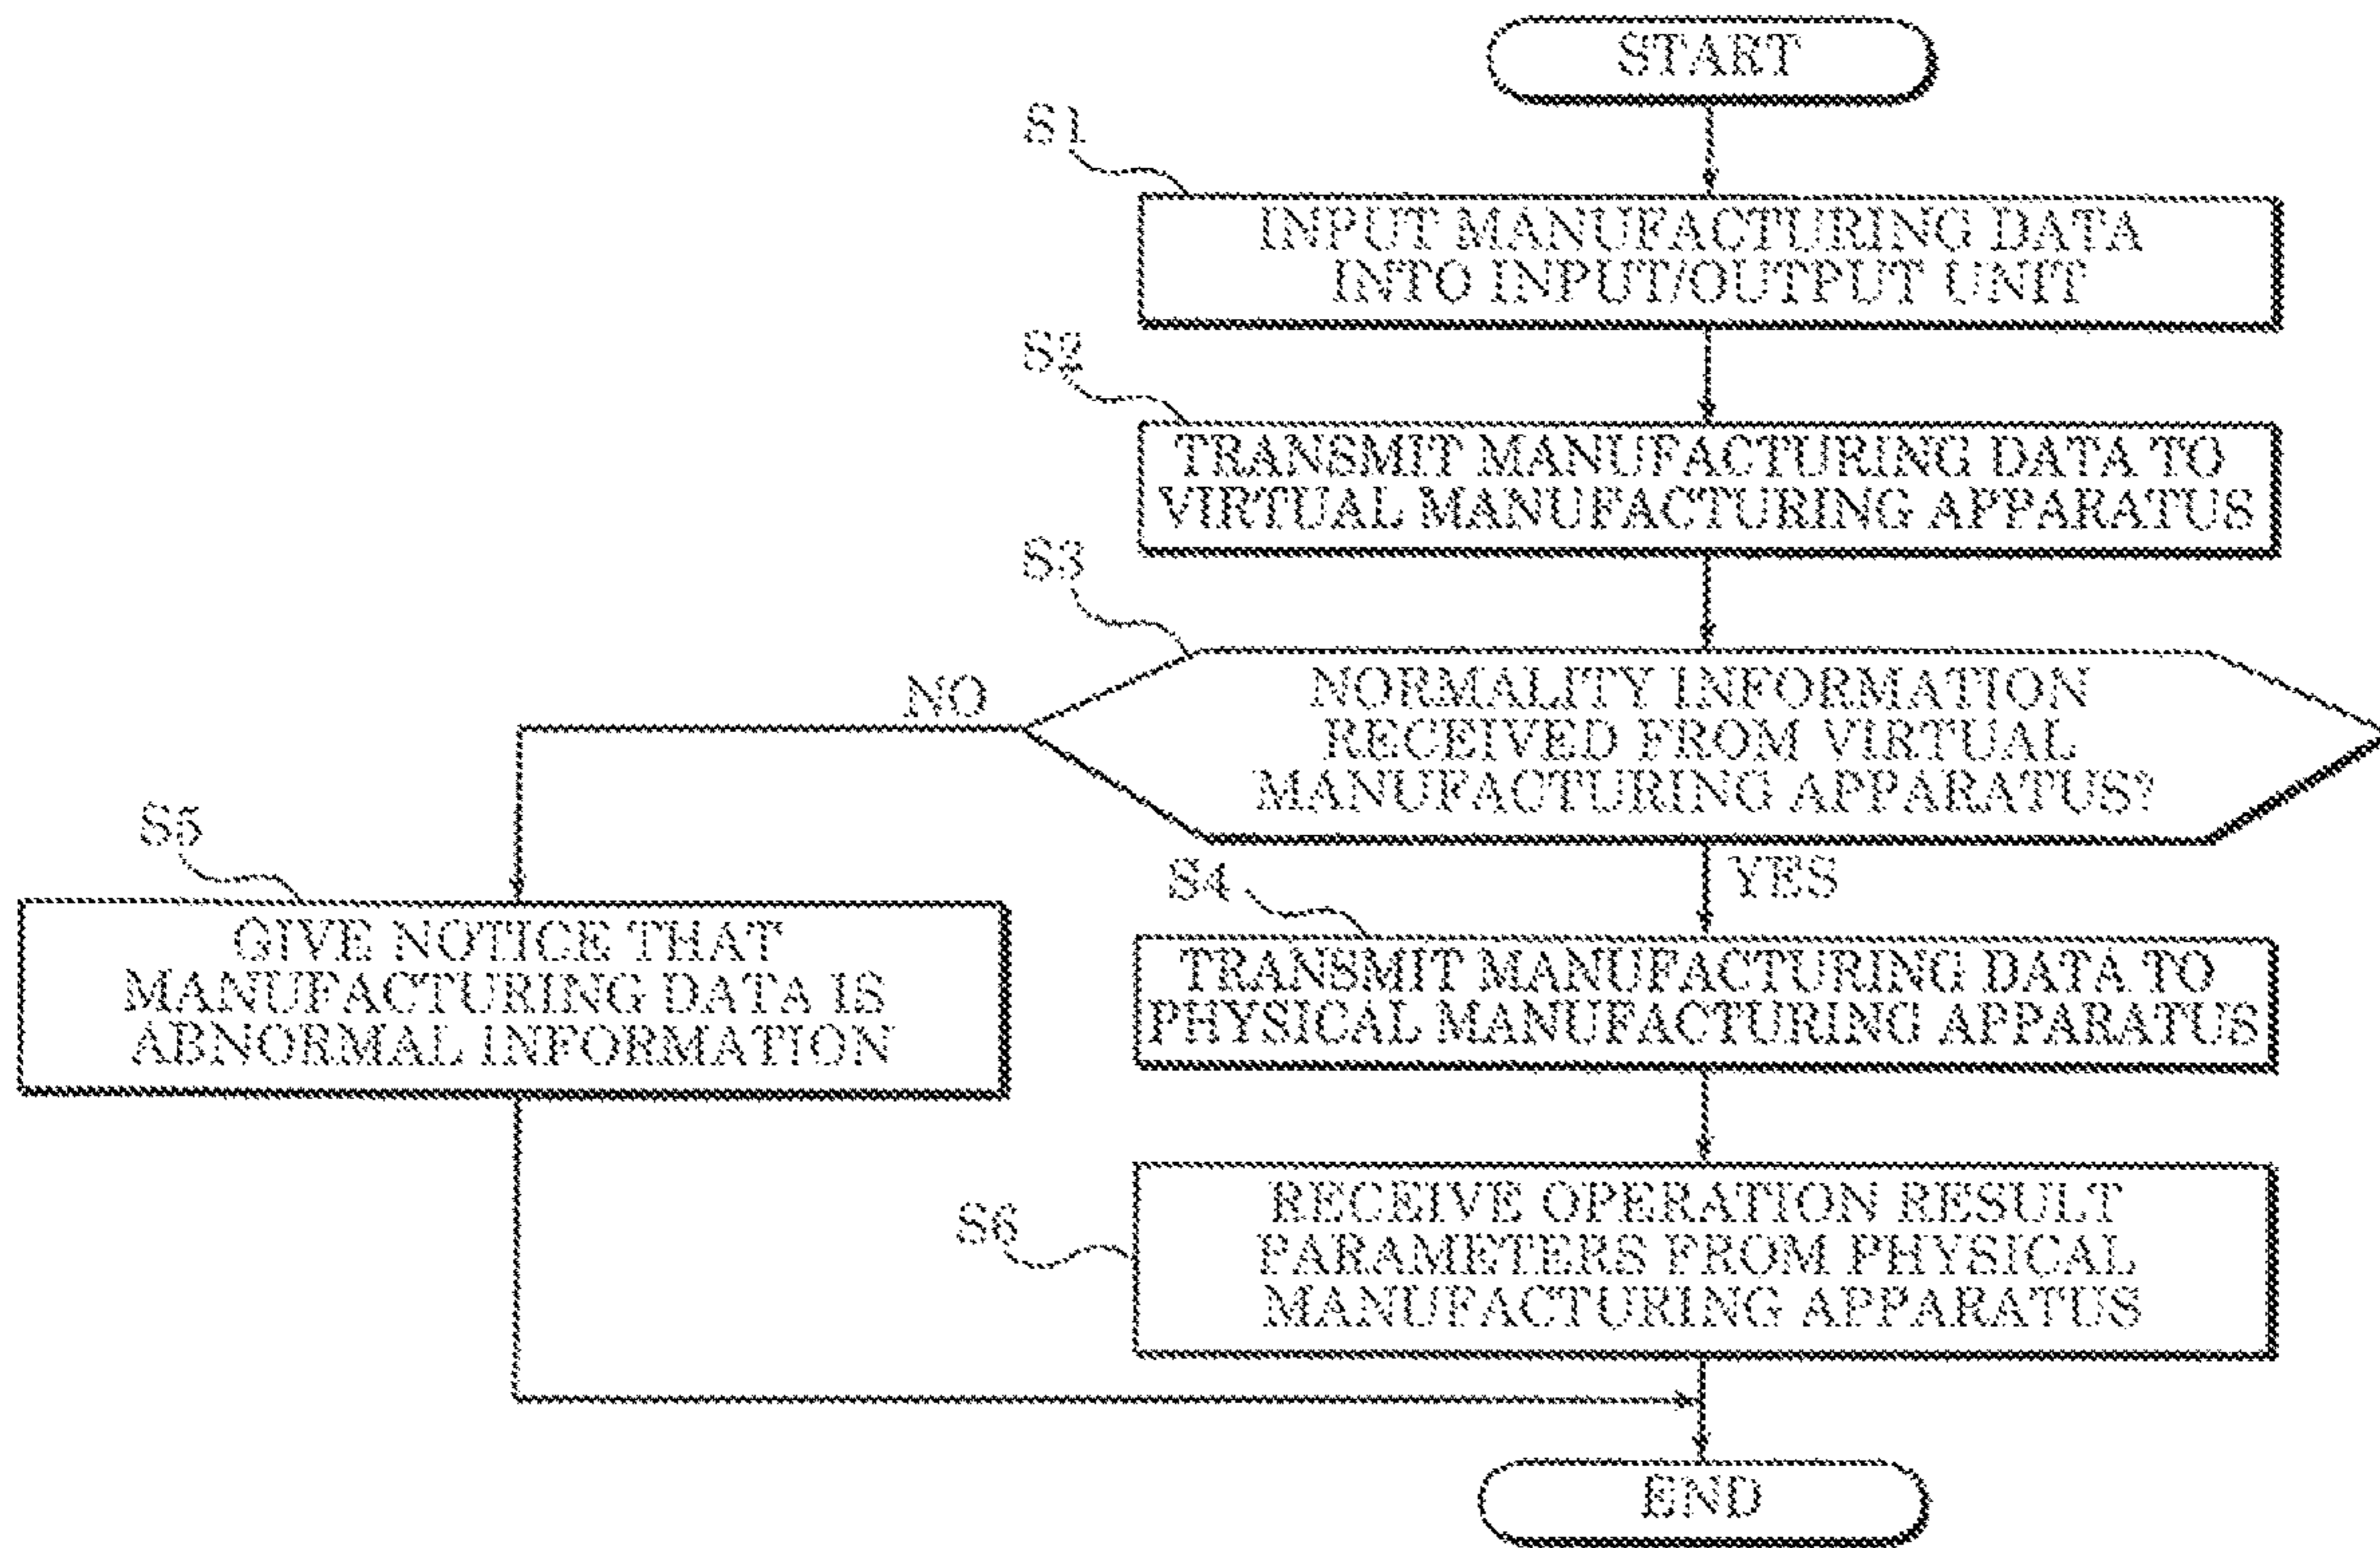 START
S1
INPUT MANUFACTURING DATA
INTO INPUT/OUTPUT UNIT
S2
TRANSMIT MANUFACTURING DATA TO
VIRTUAL MANUFACTURING APPARATUS
S3
NORMALITY INFORMATION
RECEIVED FROM VIRTUAL
MANUFACTURING APPARATUS?
NO
YES
S5
GIVE NOTICE THAT
MANUFACTURING DATA IS
ABNORMAL INFORMATION
S4
TRANSMIT MANUFACTURING DATA TO
PHYSICAL MANUFACTURING APPARATUS
S6
RECEIVE OPERATION RESULT
PARAMETERS FROM PHYSICAL
MANUFACTURING APPARATUS
END